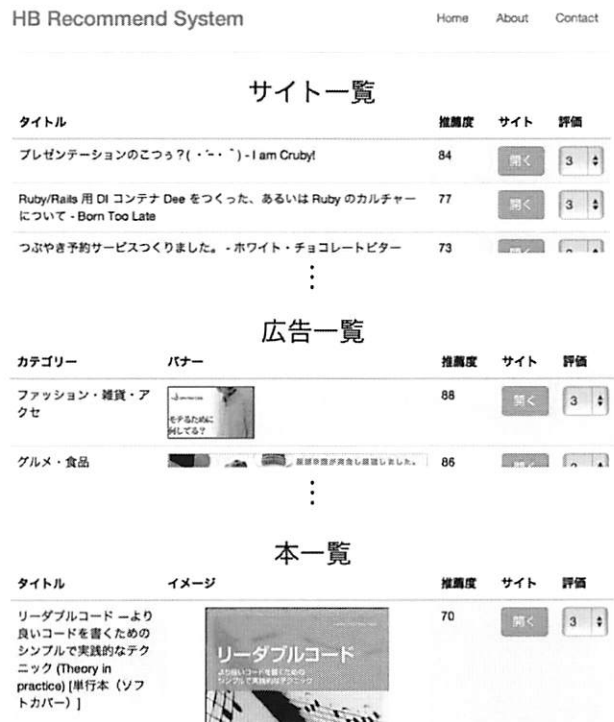 HB Recommend System Home About Contact
サイト一覧
タイトル 推薦度 サイト 評価
プレゼンテーションのこつぅ?( ・´ｰ・｀) - I am Cruby! 84 開く 3
Ruby/Rails 用 DI コンテナ Dee をつくった、あるいは Ruby のカルチャー 77 開く 3
について - Born Too Late
つぶやき予約サービスつくりました。 - ホワイト・チョコレートビター 73
広告一覧
カテゴリー バナー 推薦度 サイト 評価
ファッション・雑貨・ア 88 開く 3
クセ
モテるために
何してる?
グルメ・食品 86
本一覧
タイトル イメージ 推薦度 サイト 評価
リーダブルコード ―より 70 開く 3
良いコードを書くための
シンプルで実践的なテク
ニック (Theory in
practice) [単行本（ソフ
トカバー）]
リーダブルコード
より良いコードを書くための
シンプルで実践的なテクニック